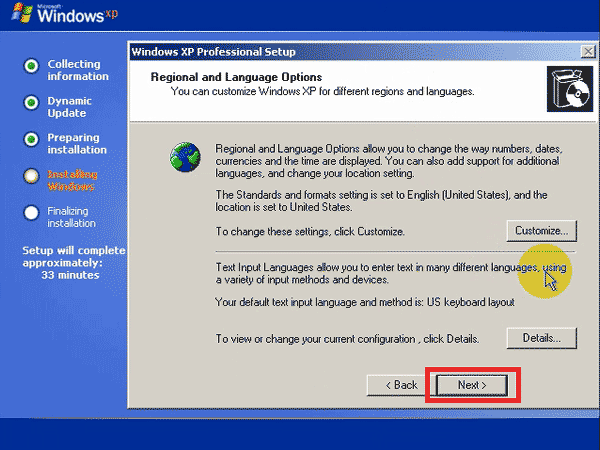 Microsoft
Windows xp
Collecting
information
Dynamic
Update
Preparing
installation
Installing
Windows
Finalizing
installation
Setup will complete
approximately:
33 minutes
Windows XP Professional Setup
Regional and Language Options
You can customize Windows XP for different regions and languages.
Regional and Language Options allow you to change the way numbers, dates,
currencies and the time are displayed. You can also add support for additional
languages, and change your location setting.
The Standards and formats setting is set to English (United States), and the
location is set to United States.
To change these settings, click Customize.
Customize...
Text Input Languages allow you to enter text in many different languages, using
a variety of input methods and devices.
Your default text input language and method is: US keyboard layout
To view or change your current configuration , click Details.
Details...
< Back
Next >